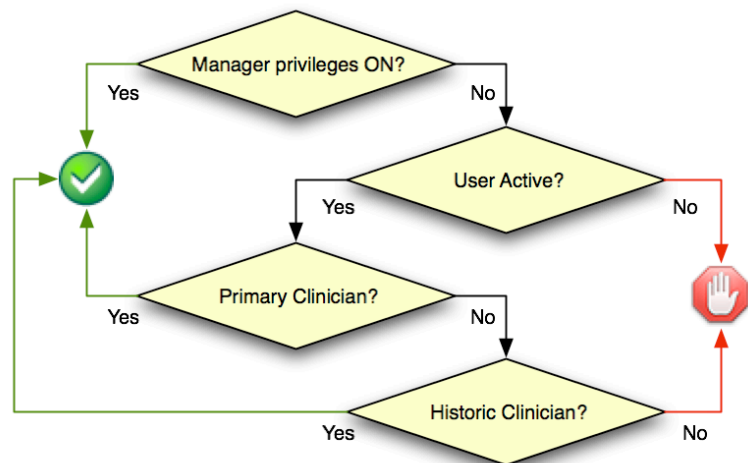 Manager privileges ON?
Yes
No
User Active?
Yes
No
Primary Clinician?
Yes
No
Historic Clinician?
Yes
No